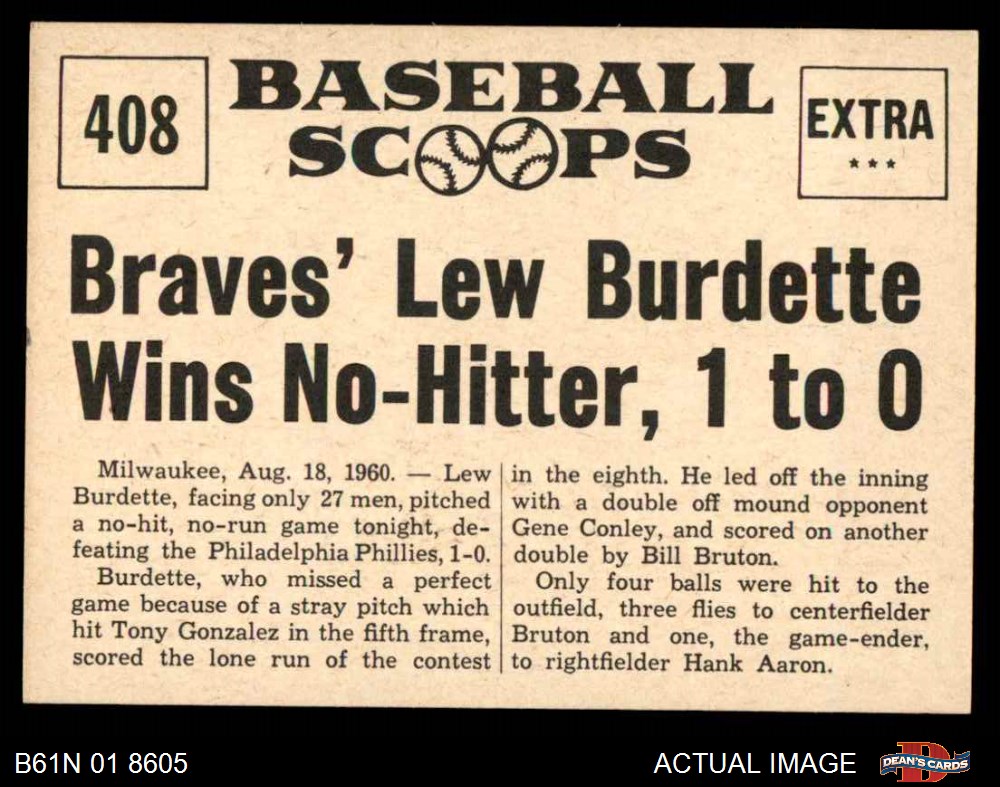 408
BASEBALL
SCOOPS
EXTRA
★★★
Braves' Lew Burdette
Wins No-Hitter, 1 to 0
Milwaukee, Aug. 18, 1960. — Lew
Burdette, facing only 27 men, pitched
a no-hit, no-run game tonight, de-
feating the Philadelphia Phillies, 1-0.
Burdette, who missed a perfect
game because of a stray pitch which
hit Tony Gonzalez in the fifth frame,
scored the lone run of the contest
in the eighth. He led off the inning
with a double off mound opponent
Gene Conley, and scored on another
double by Bill Bruton.
Only four balls were hit to the
outfield, three flies to centerfielder
Bruton and one, the game-ender,
to rightfielder Hank Aaron.
B61N 01 8605
ACTUAL IMAGE
DEAN'S CARDS